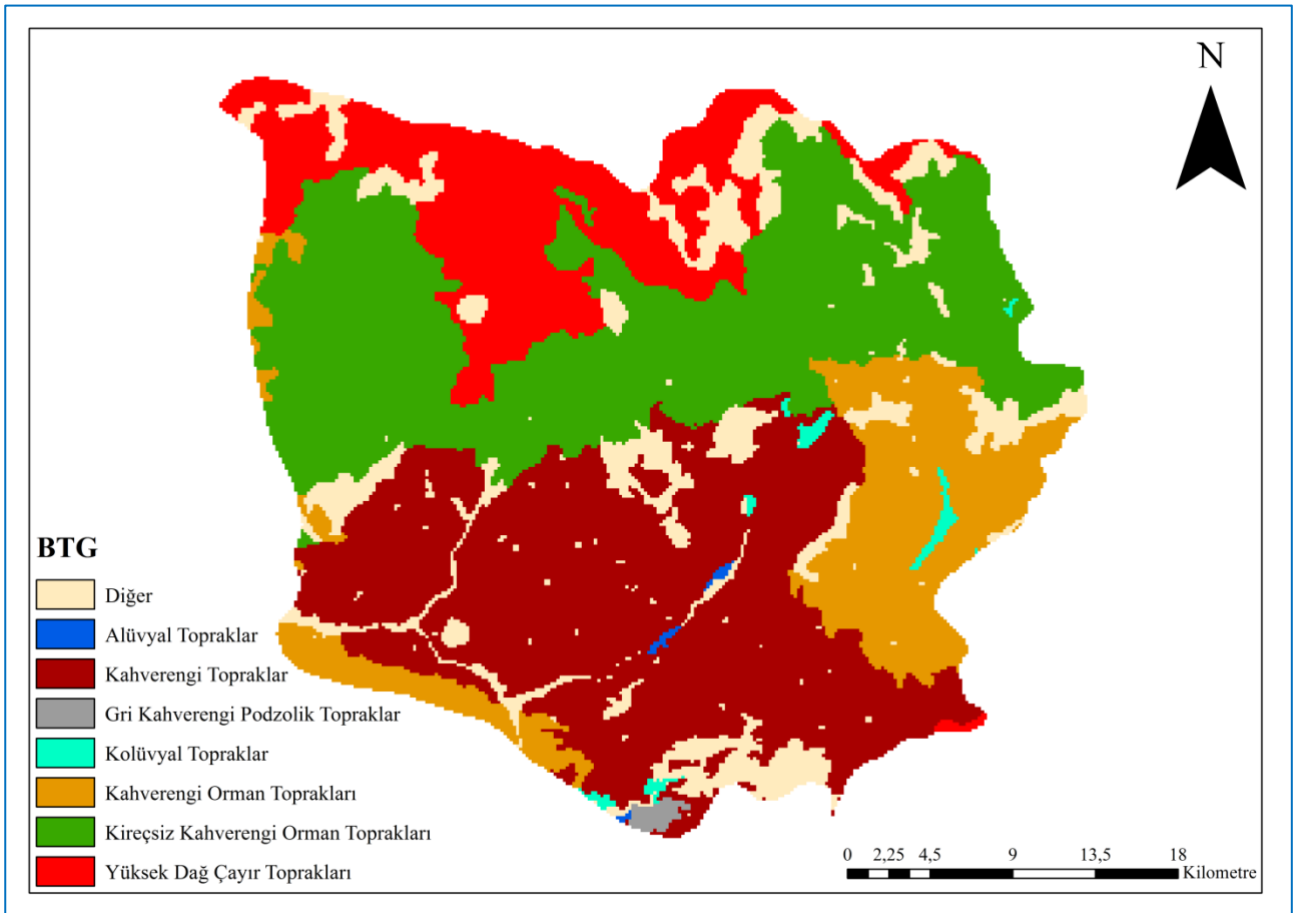 N
BTG
Diğer
Alüvyal Topraklar
Kahverengi Topraklar
Gri Kahverengi Podzolik Topraklar
Kolüvyal Topraklar
Kahverengi Orman Toprakları
Kireçsiz Kahverengi Orman Toprakları
Yüksek Dağ Çayır Toprakları
0 2,25 4,5 9 13,5 18
Kilometre